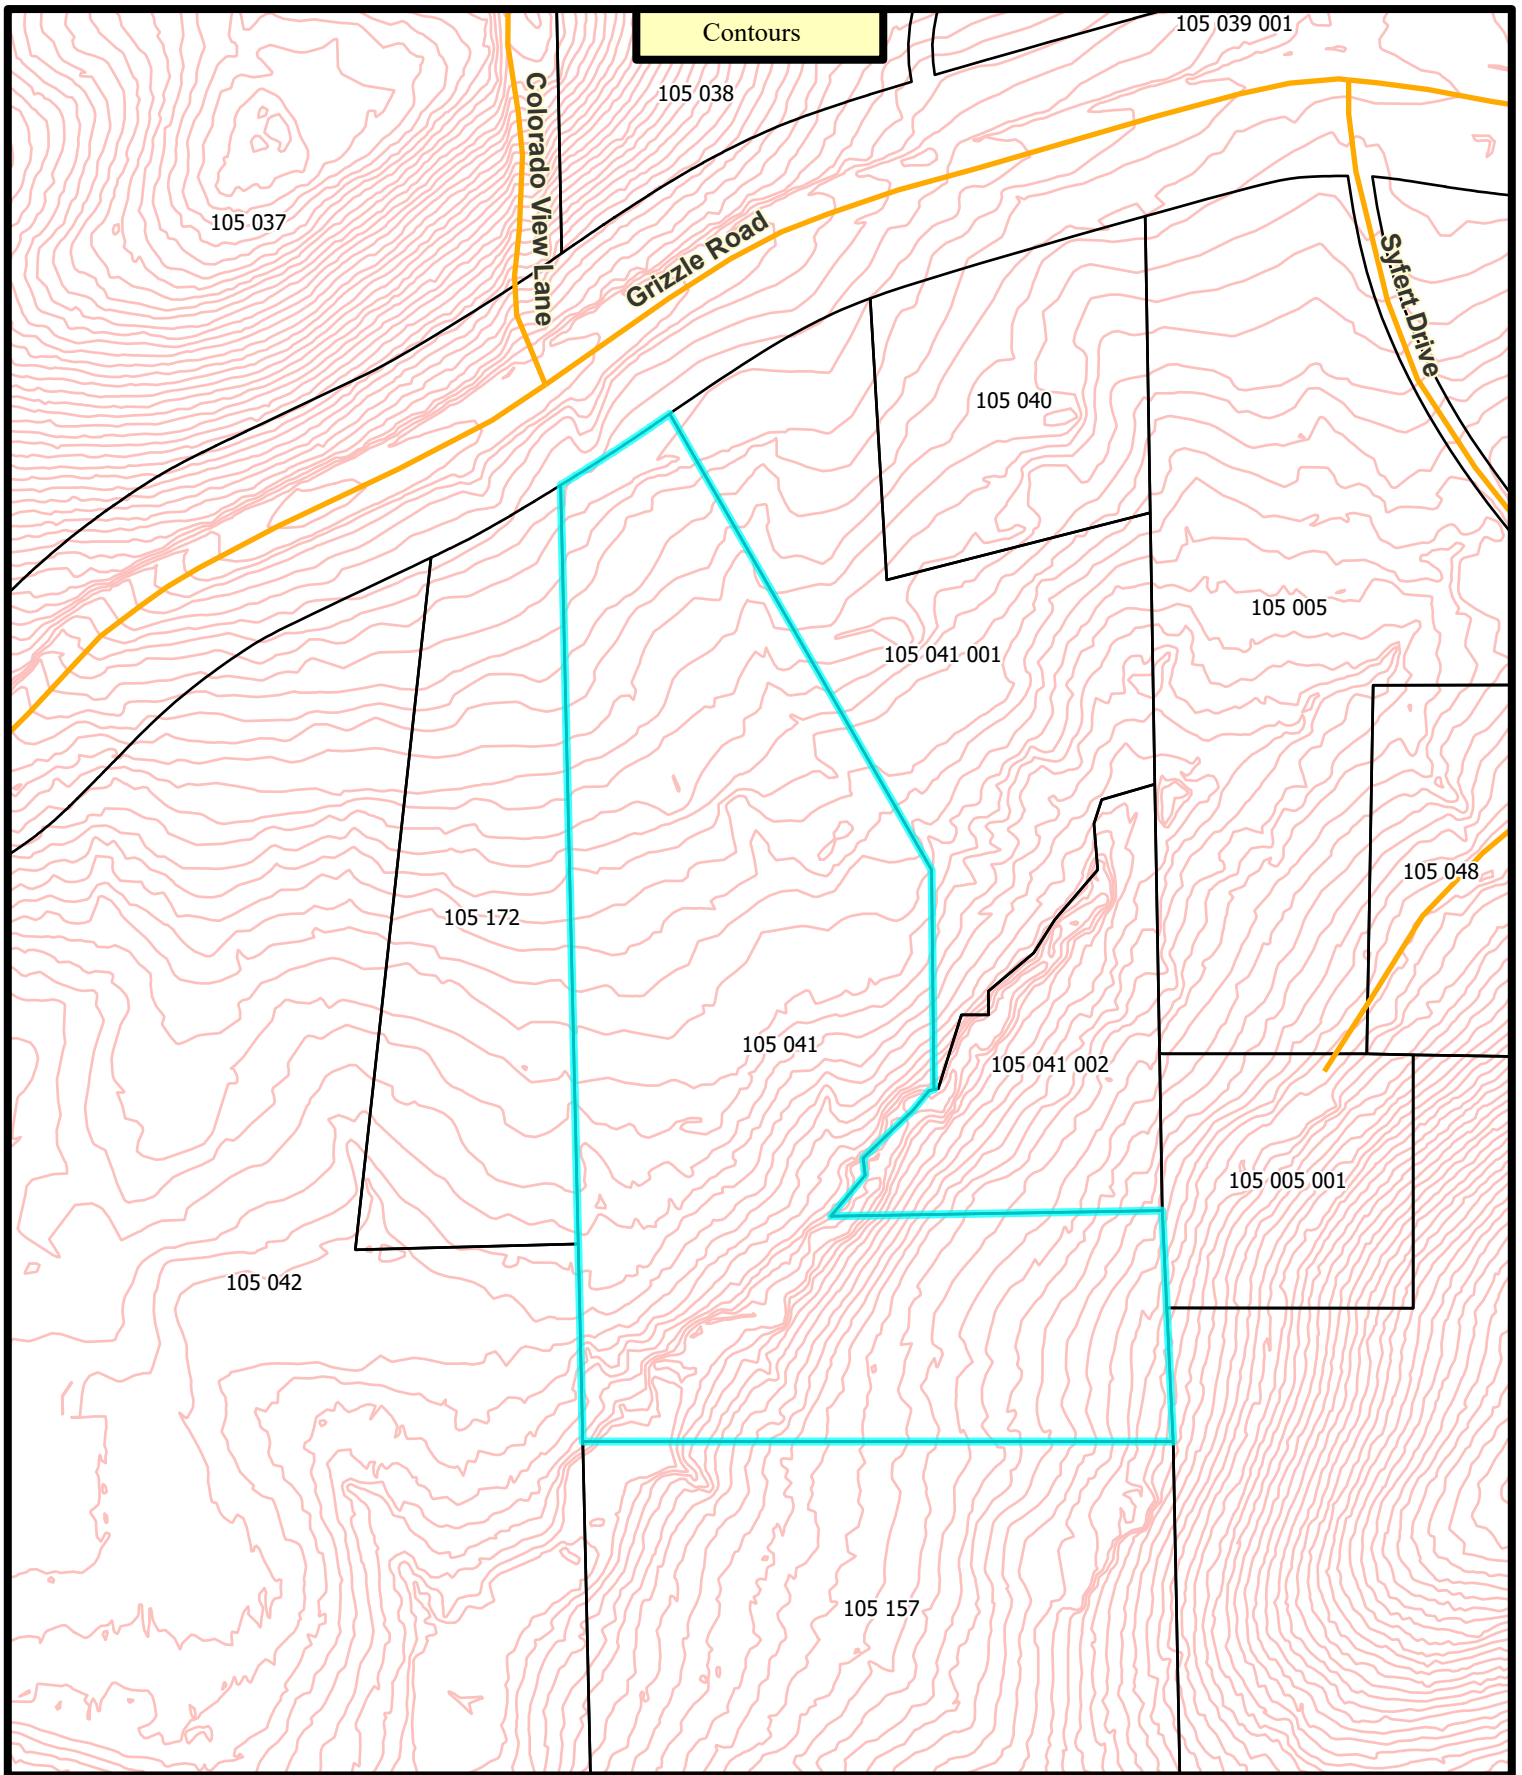 Contours
105 039 001
105 038
Colorado View Lane
105 037
Grizzle Road
Syfert Drive
105 040
105 005
105 041 001
105 048
105 172
105 041
105 041 002
105 005 001
105 042
105 157